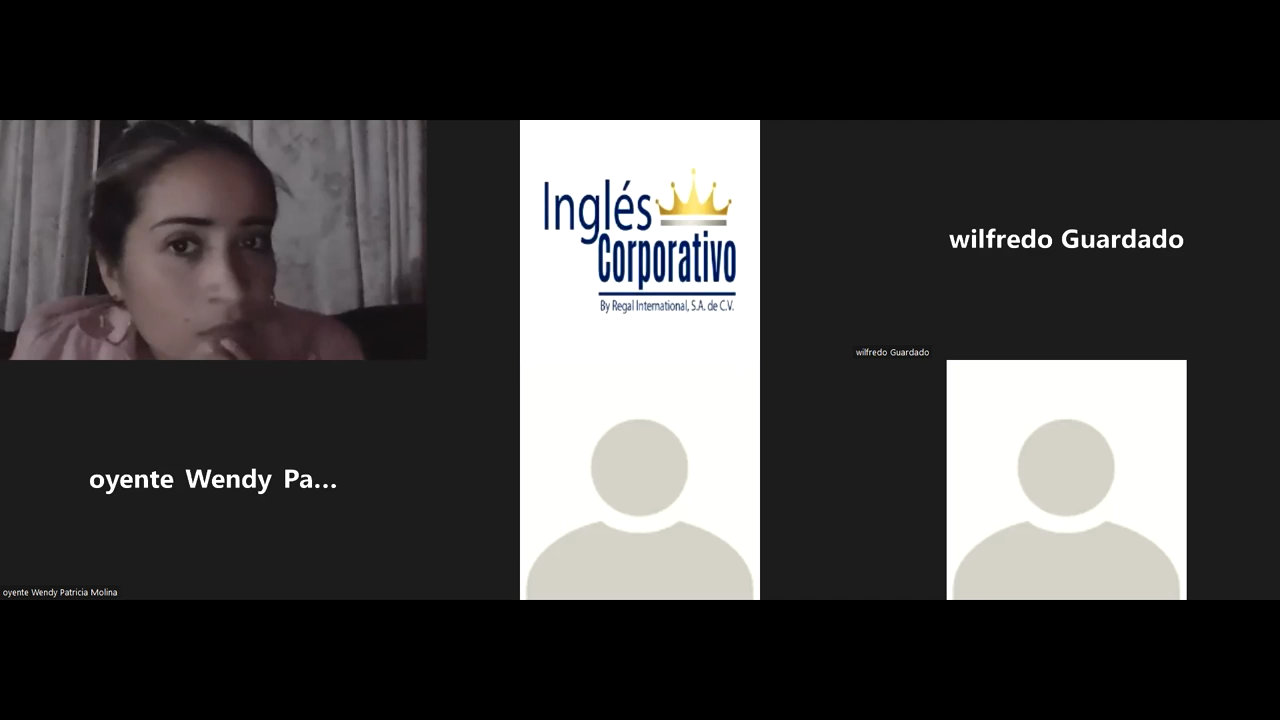 Inglés
Corporativo
By Regal International, S.A. de C.V.
wilfredo Guardado
wilfredo Guardado
oyente Wendy Pa...
oyente Wendy Patricia Molina